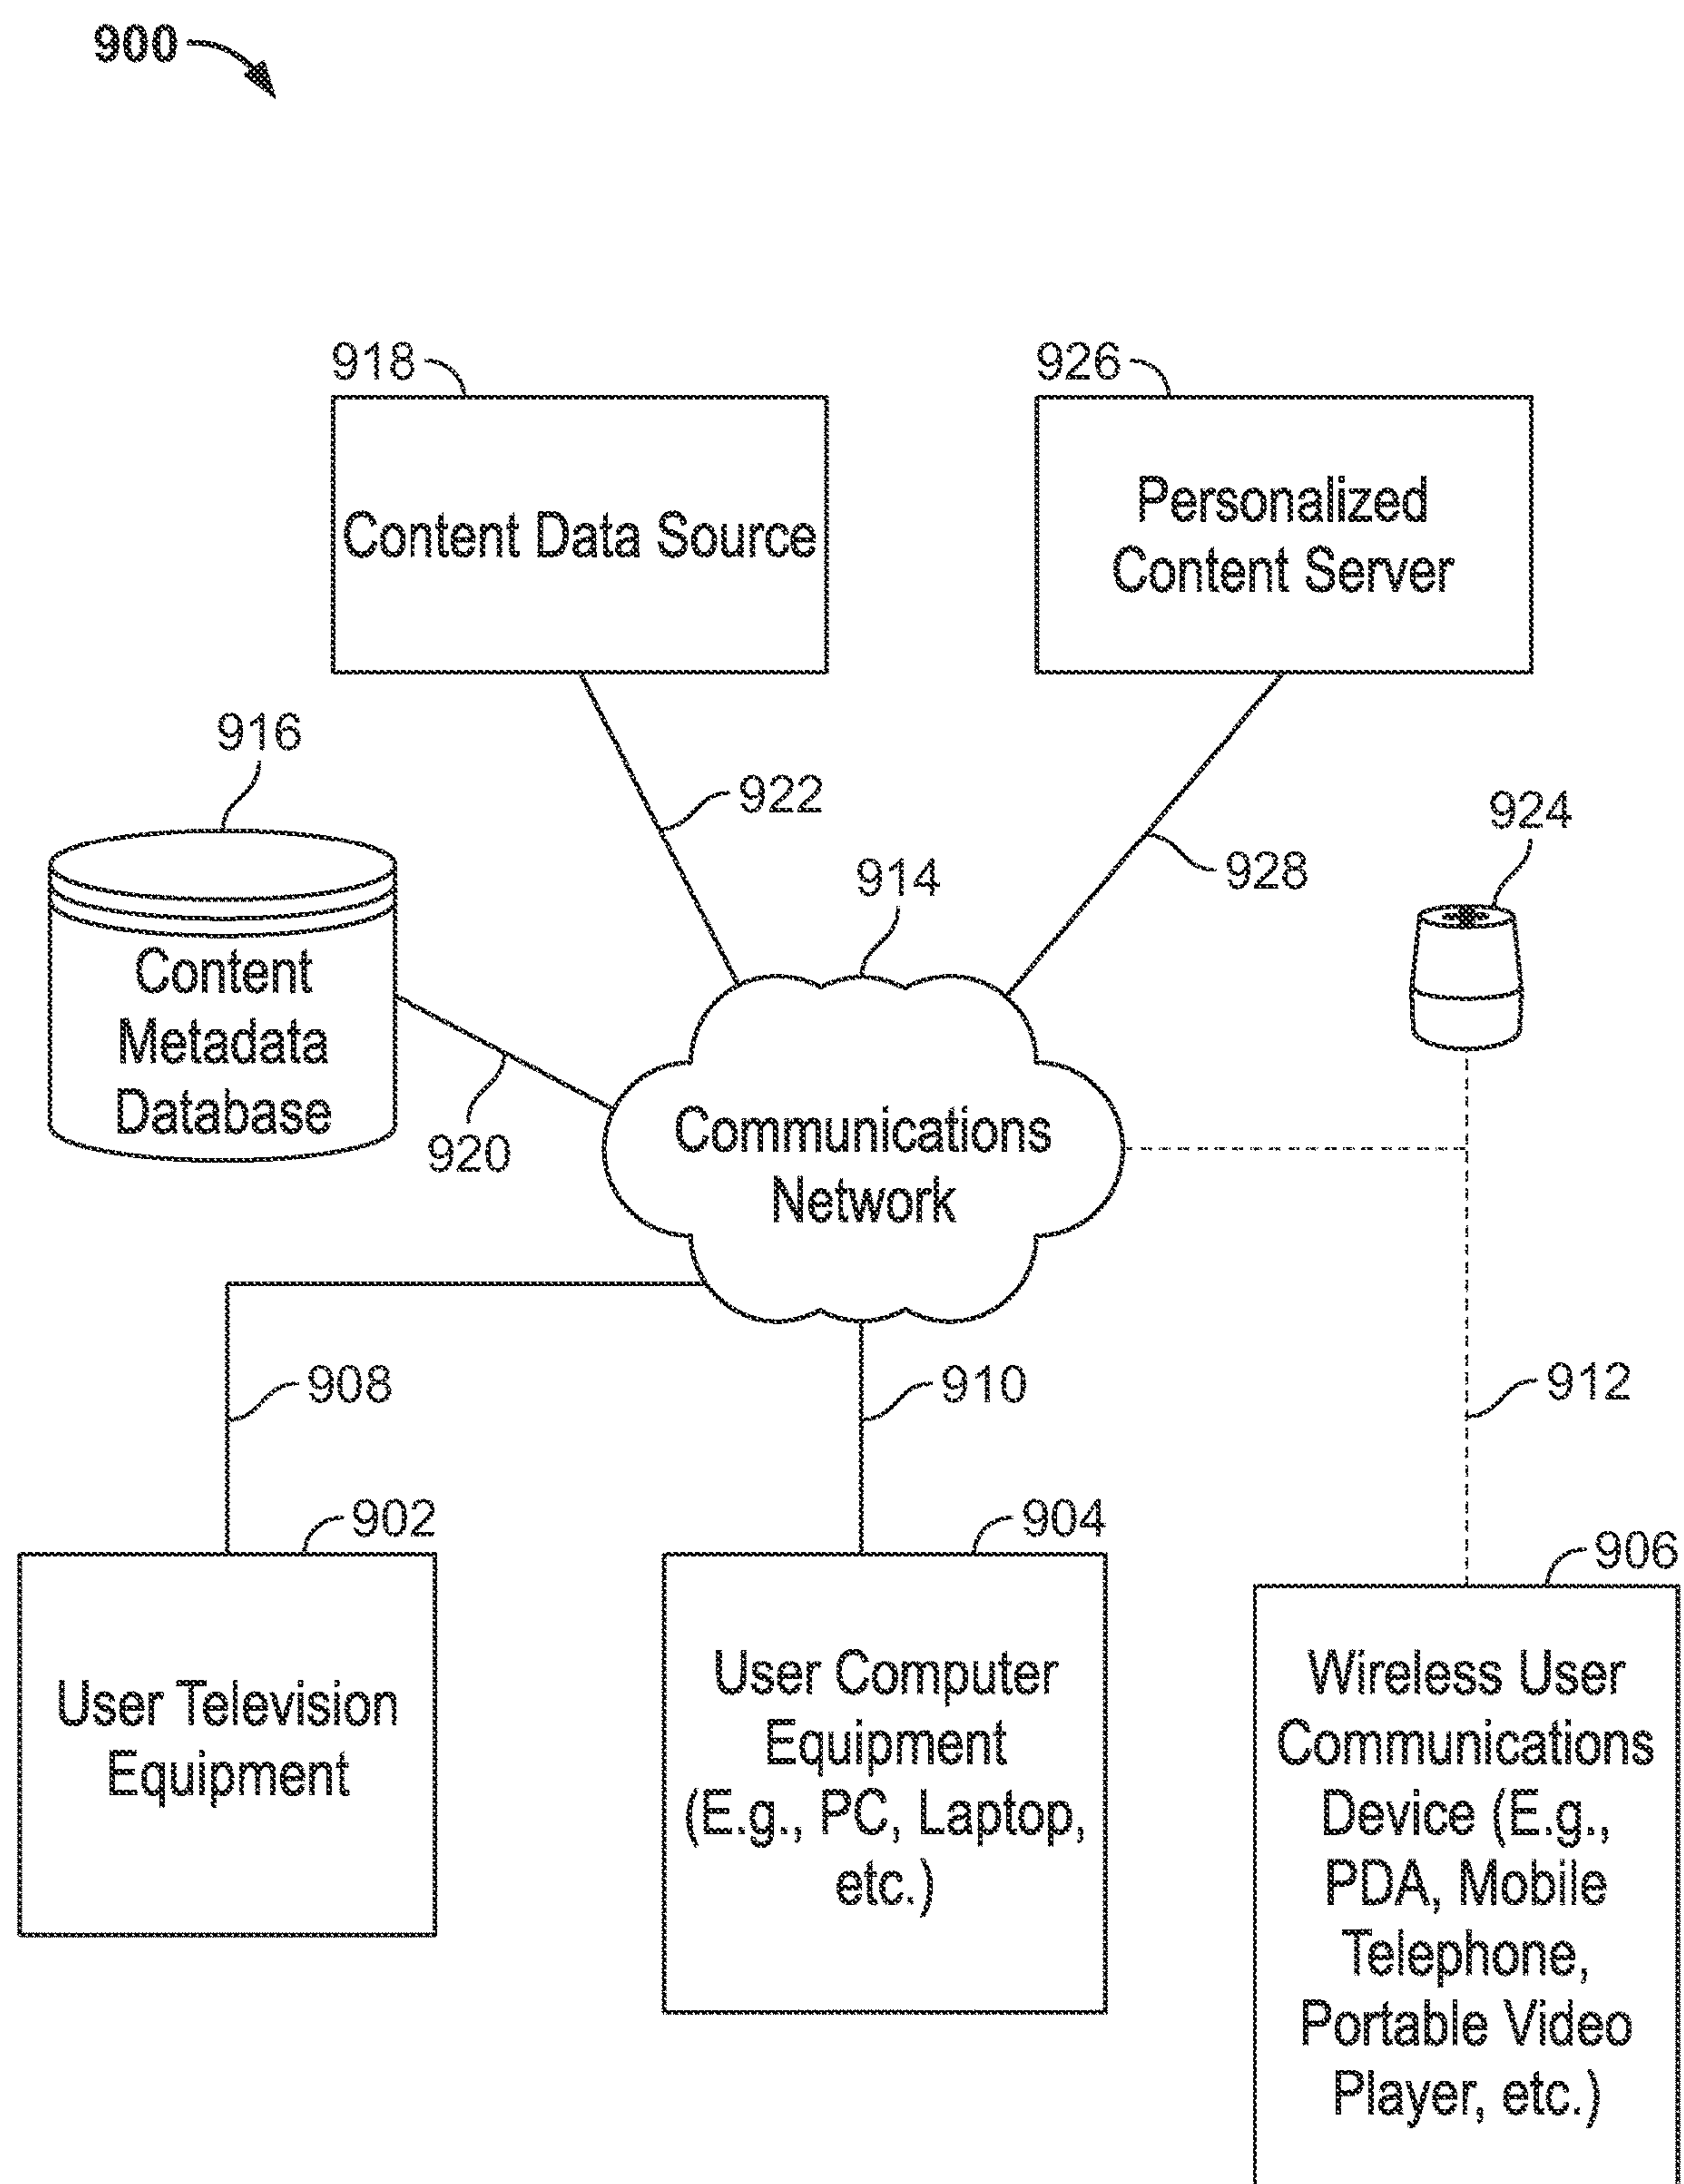 900
918
926
Content Data Source
Personalized
Content Server
916
922
924
914
928
Content
Metadata
Database
920
Communications
Network
908
910
912
902
904
906
User Television
Equipment
User Computer
Equipment
(E.g., PC, Laptop,
etc.)
Wireless User
Communications
Device (E.g.,
PDA, Mobile
Telephone,
Portable Video
Player, etc.)